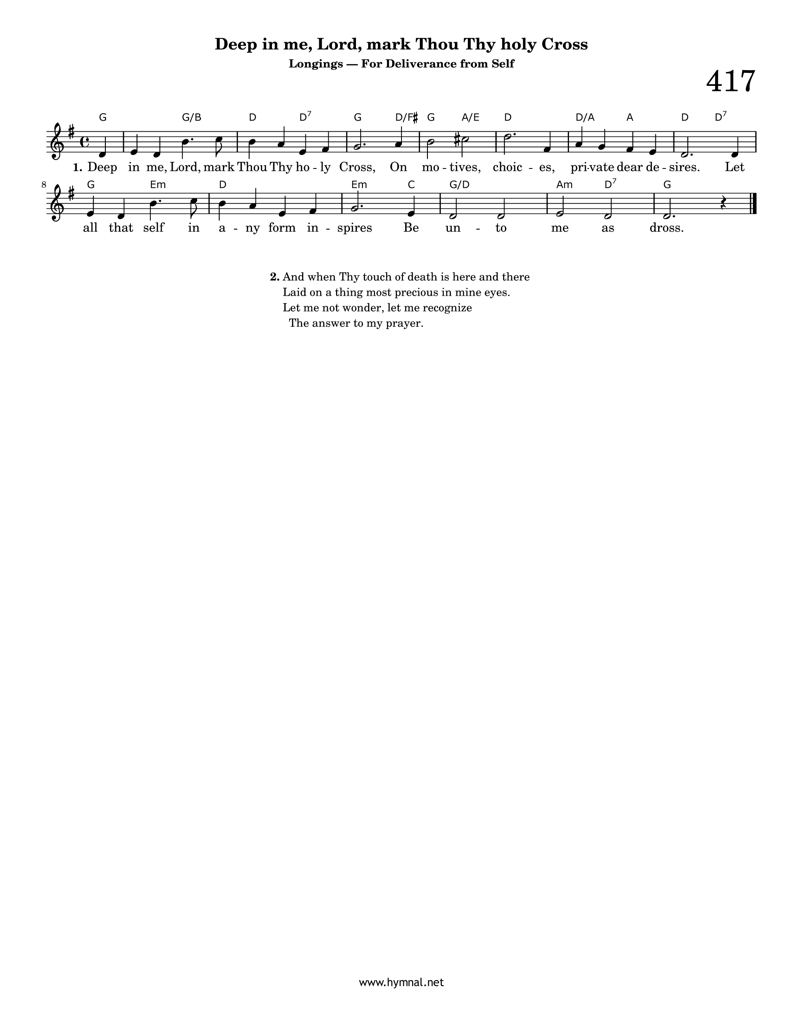 Deep in me, Lord, mark Thou Thy holy Cross
Longings — For Deliverance from Self
417
G G/B D D7 G D/F♯ G A/E D D/A A D D7
1. Deep in me, Lord, mark Thou Thy ho - ly Cross, On mo - tives, choic - es, pri-vate dear de - sires. Let
8
G Em D Em C G/D Am D7 G
all that self in a - ny form in - spires Be un - to me as dross.
2. And when Thy touch of death is here and there
Laid on a thing most precious in mine eyes.
Let me not wonder, let me recognize
The answer to my prayer.
www.hymnal.net